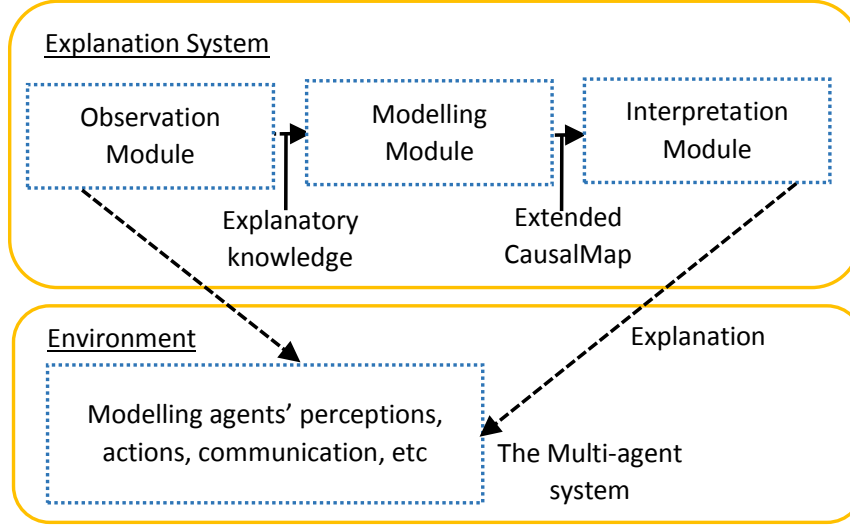 Explanation System
Observation
Module
Modelling
Module
Interpretation
Module
Explanatory
knowledge
Extended
CausalMap
Environment
Explanation
Modelling agents’ perceptions,
actions, communication, etc
The Multi-agent
system